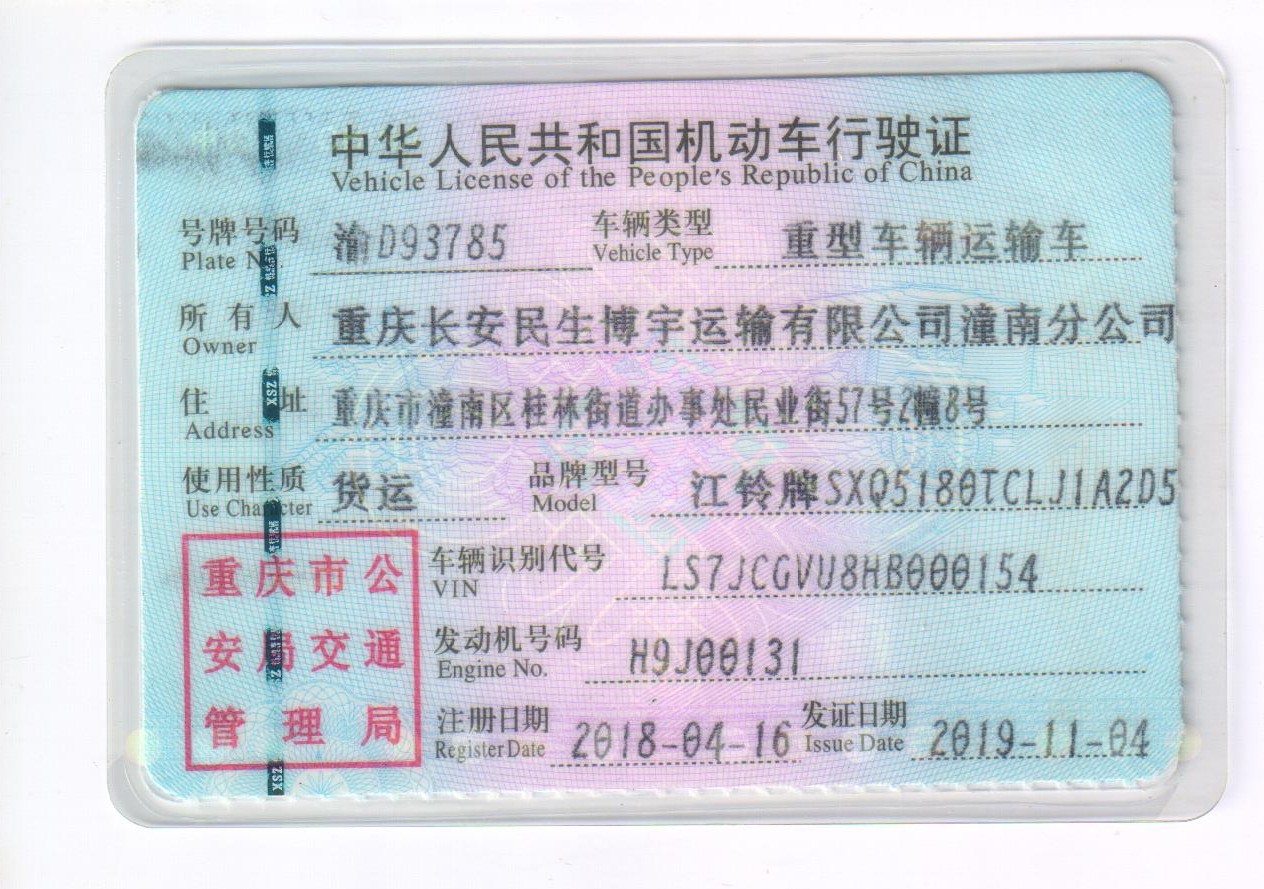 中华人民共和国机动车行驶证
Vehicle License of the People's Republic of China
号牌号码 渝D93785 车辆类型 重型车辆运输车
Plate N Vehicle Type
所有人 重庆长安民生博宇运输有限公司潼南分公司
Owner
住址 重庆市潼南区桂林街道办事处民业街57号2幢8号
Address
使用性质 货运 品牌型号 江铃牌SXQ5180TCLJ1A2D5
Use Character Model
车辆识别代号 LS7JCGVU8HB000154
VIN
发动机号码 H9J00131
Engine No.
注册日期 2018-04-16 发证日期 2019-11-04
Register Date Issue Date
重庆市公
安局交通
管理局
XSZ
XSZ